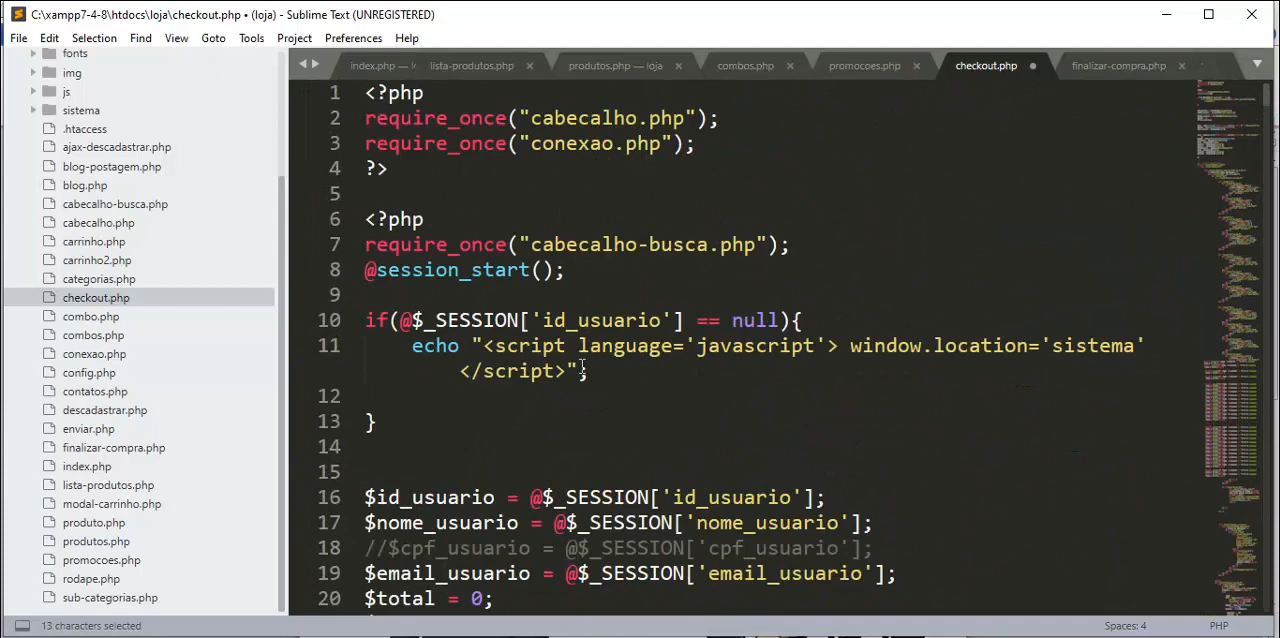 C:\xampp7-4-8\htdocs\loja\checkout.php • (loja) - Sublime Text (UNREGISTERED)
File Edit Selection Find View Goto Tools Project Preferences Help
fonts
img
js
sistema
.htaccess
ajax-descadastrar.php
blog-postagem.php
blog.php
cabecalho-busca.php
cabecalho.php
carrinho.php
carrinho2.php
categorias.php
checkout.php
combo.php
combos.php
conexao.php
config.php
contatos.php
descadastrar.php
enviar.php
finalizar-compra.php
index.php
lista-produtos.php
modal-carrinho.php
produto.php
produtos.php
promocoes.php
rodape.php
sub-categorias.php
index.php — lista-produtos.php produtos.php — loja combos.php promocoes.php checkout.php finalizar-compra.php
1 <?php
2 require_once("cabecalho.php");
3 require_once("conexao.php");
4 ?>
5
6 <?php
7 require_once("cabecalho-busca.php");
8 @session_start();
9
10 if(@$_SESSION['id_usuario'] == null){
11 echo "<script language='javascript'> window.location='sistema'
</script>";
12
13 }
14
15
16 $id_usuario = @$_SESSION['id_usuario'];
17 $nome_usuario = @$_SESSION['nome_usuario'];
18 //$cpf_usuario = @$_SESSION['cpf_usuario'];
19 $email_usuario = @$_SESSION['email_usuario'];
20 $total = 0;
13 characters selected Spaces: 4 PHP